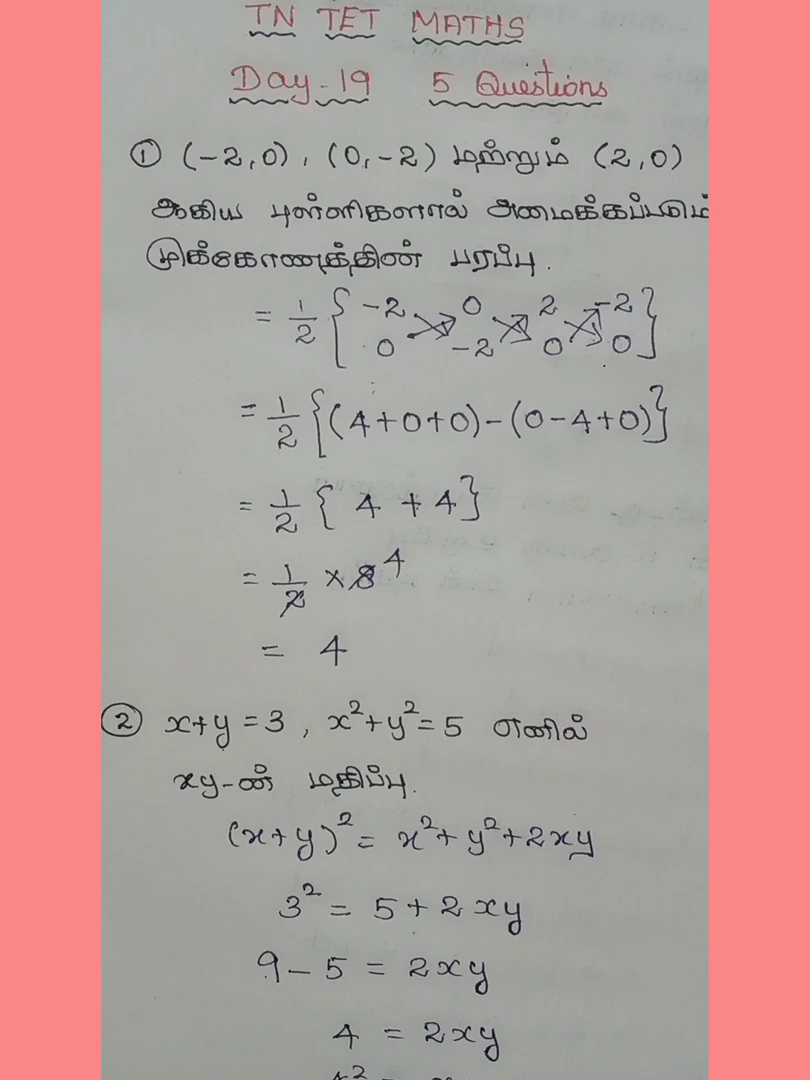 TN TET MATHS
Day-19 5 Questions
① (-2,0), (0,-2) மற்றும் (2,0)
ஆகிய புள்ளிகளால் அமைக்கப்படும்
முக்கோணத்தின் பரப்பு.
= 1/2 { -2 0 2 -2
0 -2 0 0 }
= 1/2 {(4+0+0)-(0-4+0)}
= 1/2 { 4 + 4}
= 1/2 × 8 4
= 4
② x+y = 3, x²+y² = 5 எனில்
xy-ன் மதிப்பு.
(x+y)² = x²+y²+2xy
3² = 5+2xy
9 - 5 = 2xy
4 = 2xy